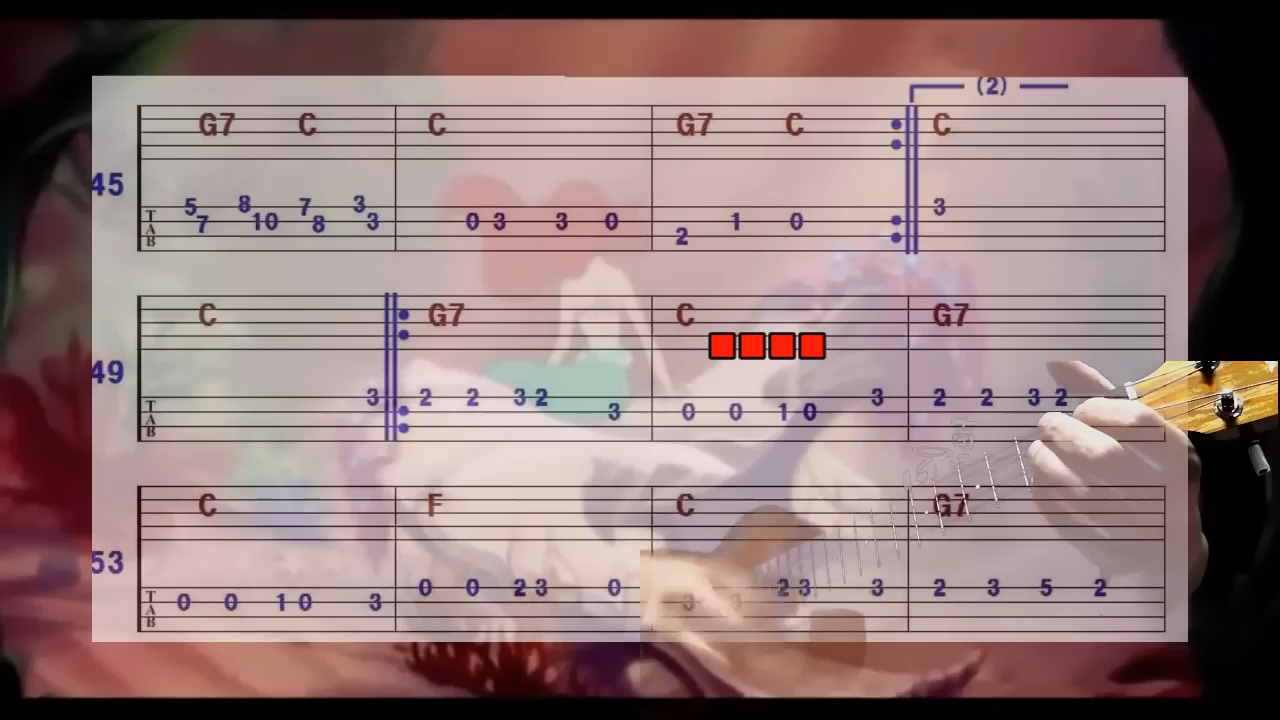 (2)
G7 C C G7 C C
45
5 7 8 10 7 8 3 3 0 3 3 0 2 1 0 3
T
A
B
C G7 C G7
49
3 2 2 3 2 3 0 0 1 0 3 2 2 3 2
T
A
B
C F C G7
53
0 0 1 0 3 0 0 2 3 0 3 3 2 3 3 2 3 5 2
T
A
B